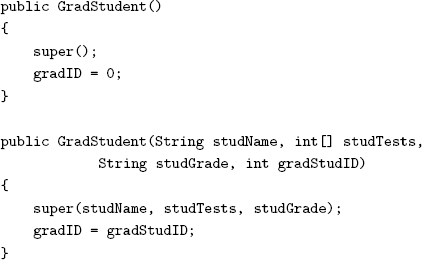 public GradStudent()
{
    super();
    gradID = 0;
}

public GradStudent(String studName, int[] studTests,
            String studGrade, int gradStudID)
{
    super(studName, studTests, studGrade);
    gradID = gradStudID;
}